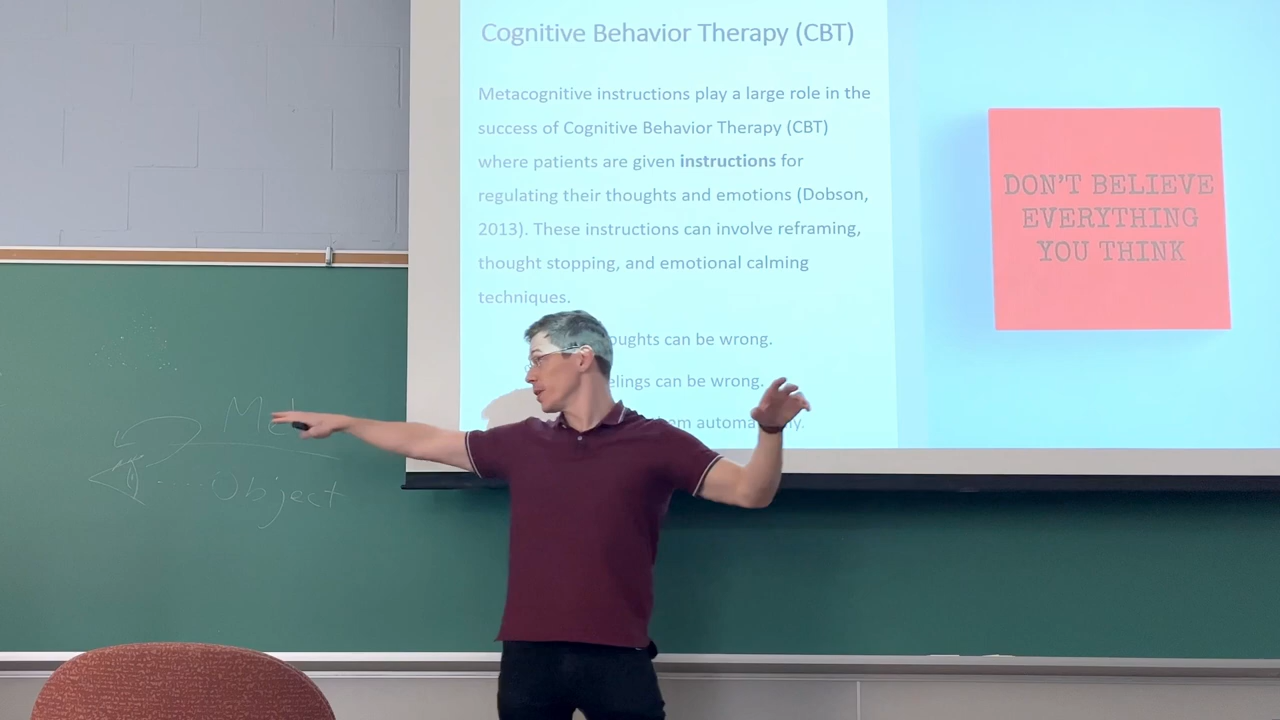 Cognitive Behavior Therapy (CBT)
Metacognitive instructions play a large role in the
success of Cognitive Behavior Therapy (CBT)
where patients are given instructions for
regulating their thoughts and emotions (Dobson,
2013). These instructions can involve reframing,
thought stopping, and emotional calming
techniques.
oughts can be wrong.
elings can be wrong.
DON'T BELIEVE
EVERYTHING
YOU THINK
Object